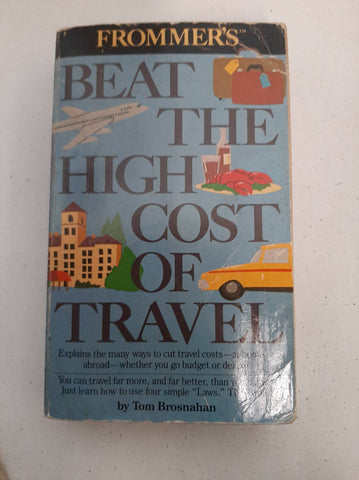 FROMMER'S™
BEAT
THE
HIGH
COST
OF
TRAVEL
Explains the many ways to cut travel costs—
abroad—whether you go budget or
You can travel far more, and far better, than
Just learn how to use four simple "Laws."
by Tom Brosnahan